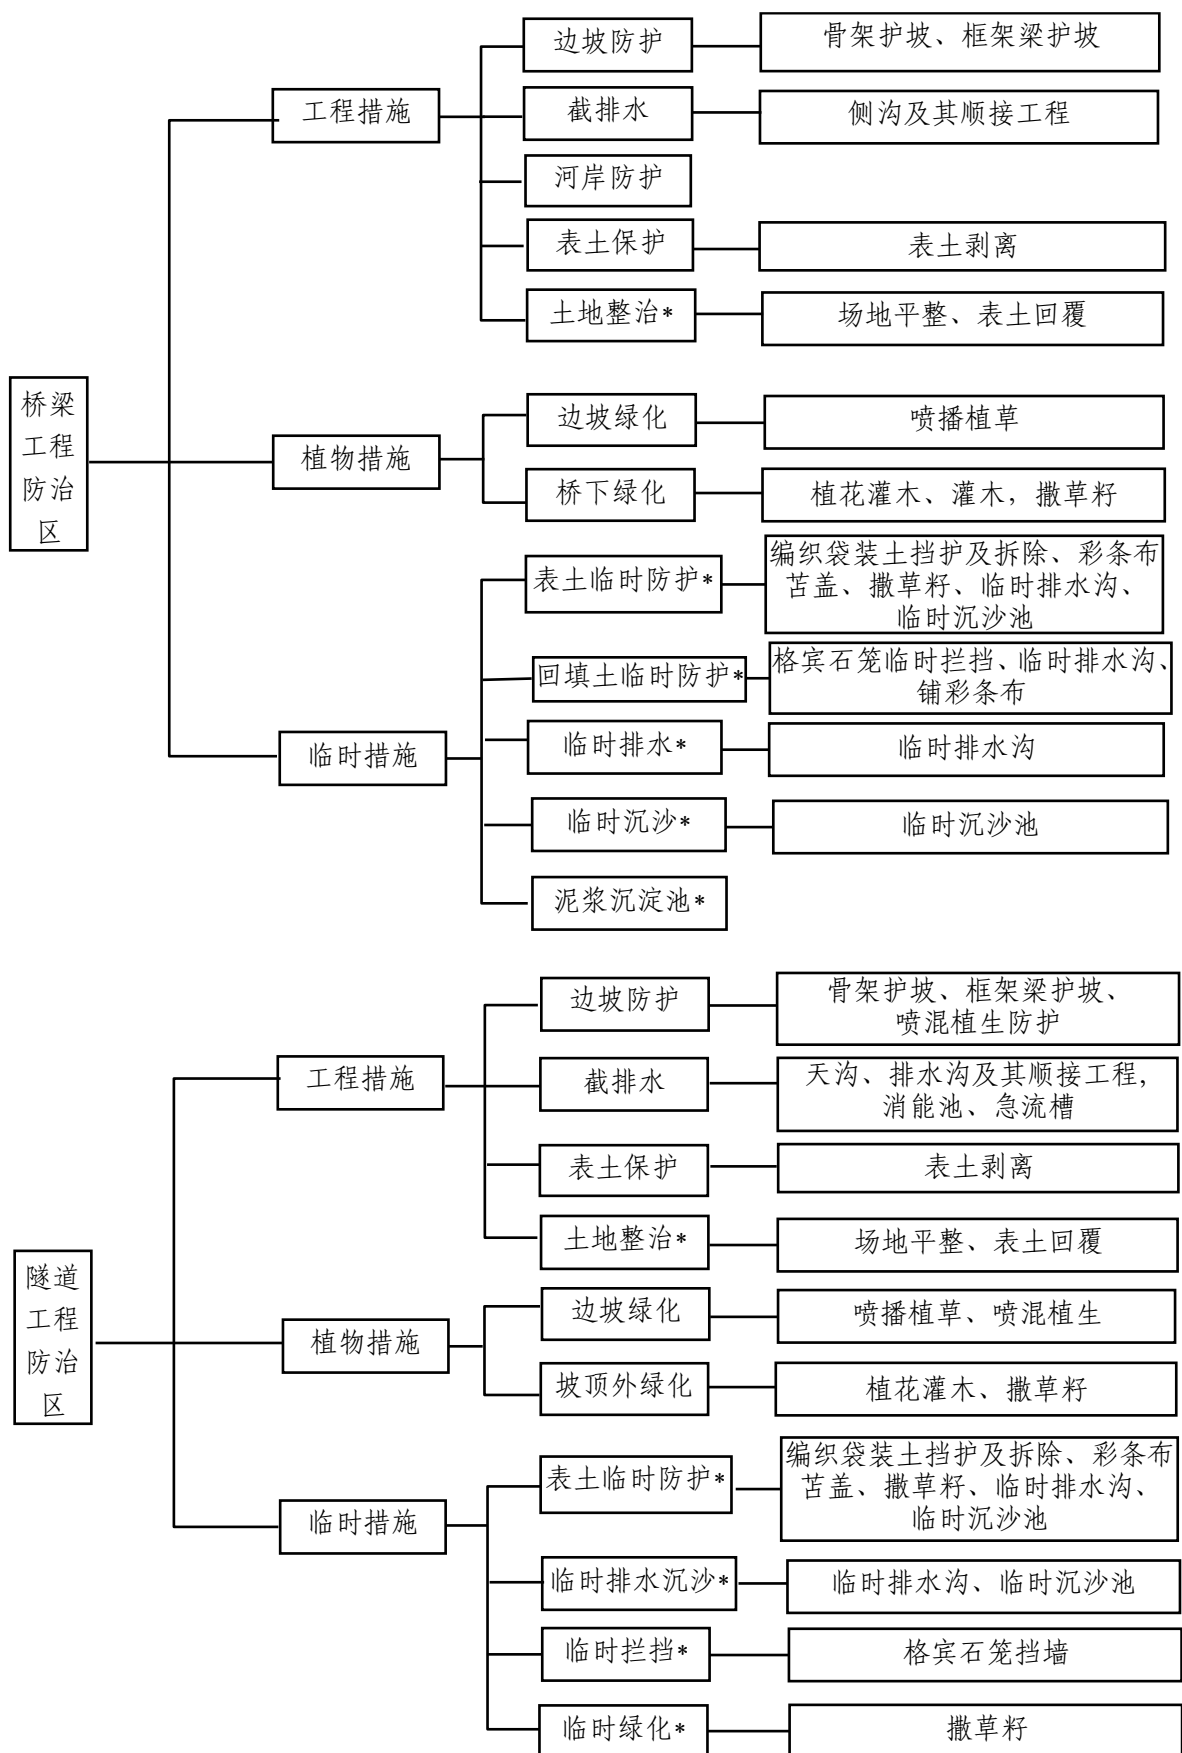 桥梁
工程
防治
区
工程措施
边坡防护
骨架护坡、框架梁护坡
截排水
侧沟及其顺接工程
河岸防护
表土保护
表土剥离
土地整治*
场地平整、表土回覆
植物措施
边坡绿化
喷播植草
桥下绿化
植花灌木、灌木，撒草籽
临时措施
表土临时防护*
编织袋装土挡护及拆除、彩条布
苫盖、撒草籽、临时排水沟、
临时沉沙池
回填土临时防护*
格宾石笼临时拦挡、临时排水沟、
铺彩条布
临时排水*
临时排水沟
临时沉沙*
临时沉沙池
泥浆沉淀池*
隧道
工程
防治
区
工程措施
边坡防护
骨架护坡、框架梁护坡、
喷混植生防护
截排水
天沟、排水沟及其顺接工程，
消能池、急流槽
表土保护
表土剥离
土地整治*
场地平整、表土回覆
植物措施
边坡绿化
喷播植草、喷混植生
坡顶外绿化
植花灌木、撒草籽
临时措施
表土临时防护*
编织袋装土挡护及拆除、彩条布
苫盖、撒草籽、临时排水沟、
临时沉沙池
临时排水沉沙*
临时排水沟、临时沉沙池
临时拦挡*
格宾石笼挡墙
临时绿化*
撒草籽